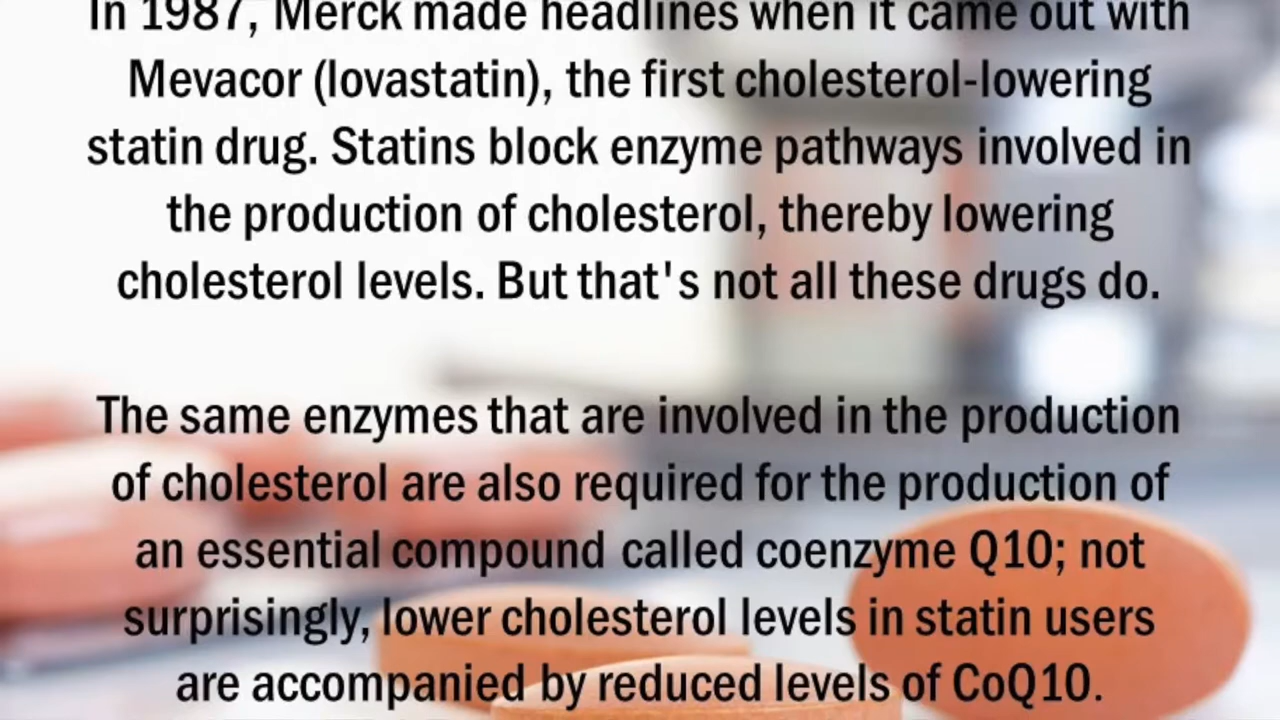 In 1987, Merck made headlines when it came out with
Mevacor (lovastatin), the first cholesterol-lowering
statin drug. Statins block enzyme pathways involved in
the production of cholesterol, thereby lowering
cholesterol levels. But that's not all these drugs do.
The same enzymes that are involved in the production
of cholesterol are also required for the production of
an essential compound called coenzyme Q10; not
surprisingly, lower cholesterol levels in statin users
are accompanied by reduced levels of CoQ10.